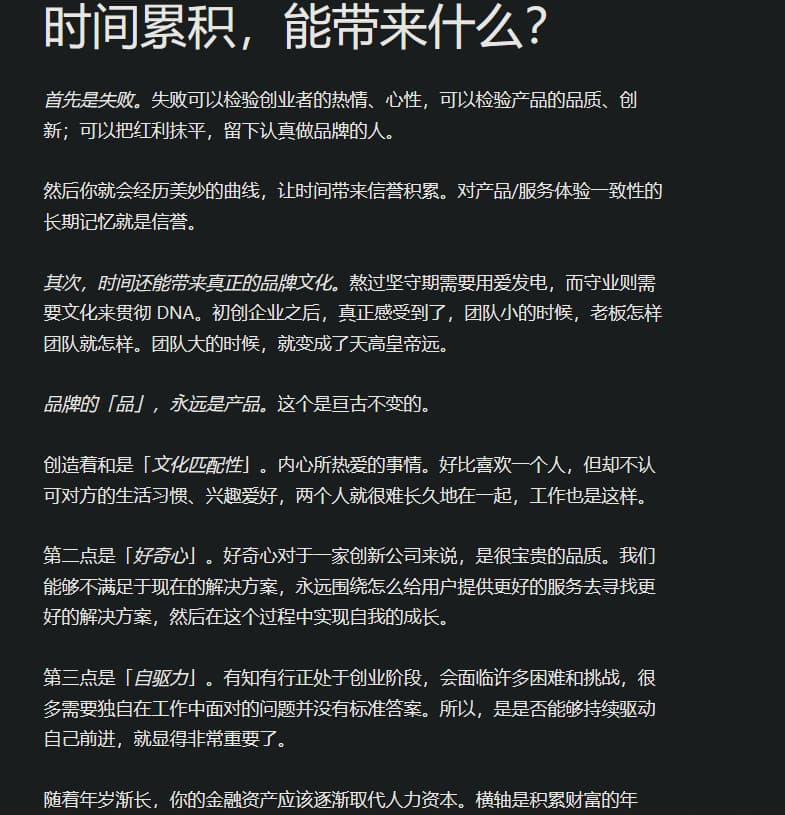 时间累积，能带来什么？
首先是失败。失败可以检验创业者的热情、心性，可以检验产品的品质、创
新；可以把红利抹平，留下认真做品牌的人。
然后你就会经历美妙的曲线，让时间带来信誉积累。对产品/服务体验一致性的
长期记忆就是信誉。
其次，时间还能带来真正的品牌文化。熬过坚守期需要用爱发电，而守业则需
要文化来贯彻 DNA。初创企业之后，真正感受到了，团队小的时候，老板怎样
团队就怎样。团队大的时候，就变成了天高皇帝远。
品牌的「品」，永远是产品。这个是亘古不变的。
创造着和是「文化匹配性」。内心所热爱的事情。好比喜欢一个人，但却不认
可对方的生活习惯、兴趣爱好，两个人就很难长久地在一起，工作也是这样。
第二点是「好奇心」。好奇心对于一家创新公司来说，是很宝贵的品质。我们
能够不满足于现在的解决方案，永远围绕怎么给用户提供更好的服务去寻找更
好的解决方案，然后在这个过程中实现自我的成长。
第三点是「自驱力」。有知有行正处于创业阶段，会面临许多困难和挑战，很
多需要独自在工作中面对的问题并没有标准答案。所以，是是否能够持续驱动
自己前进，就显得非常重要了。
随着年岁渐长，你的金融资产应该逐渐取代人力资本。横轴是积累财富的年